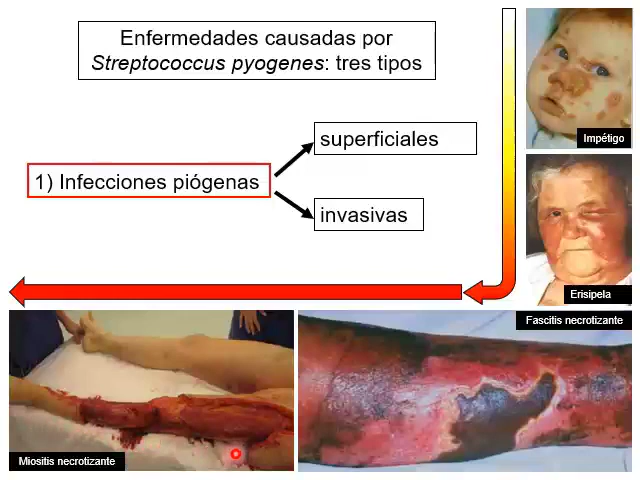 Enfermedades causadas por
Streptococcus pyogenes: tres tipos
superficiales
1) Infecciones piógenas
invasivas
Impétigo
Erisipela
Fascitis necrotizante
Miositis necrotizante